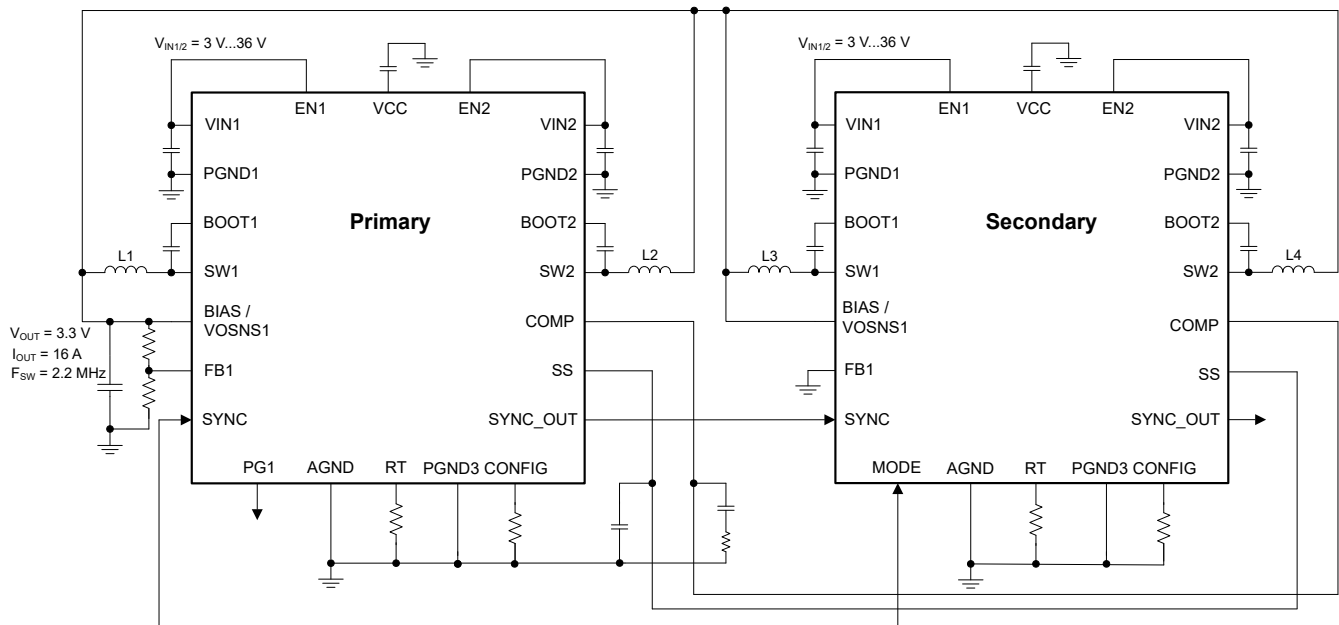 V_IN1/2 = 3 V...36 V
EN1
VCC
EN2
VIN1
VIN2
PGND1
PGND2
BOOT1
Primary
BOOT2
L1
SW1
SW2
L2
BIAS /
VOSNS1
COMP
V_OUT = 3.3 V
I_OUT = 16 A
F_SW = 2.2 MHz
FB1
SS
SYNC
SYNC_OUT
PG1
AGND
RT
PGND3
CONFIG
V_IN1/2 = 3 V...36 V
EN1
VCC
EN2
VIN1
VIN2
PGND1
PGND2
BOOT1
Secondary
BOOT2
L3
SW1
SW2
L4
BIAS /
VOSNS1
COMP
FB1
SS
SYNC
SYNC_OUT
MODE
AGND
RT
PGND3
CONFIG